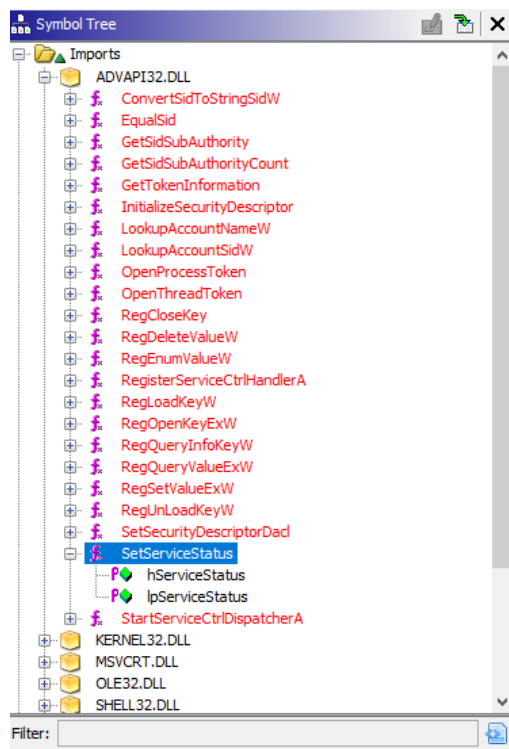 Symbol Tree
Imports
ADVAPI32.DLL
ConvertSidToStringSidW
EqualSid
GetSidSubAuthority
GetSidSubAuthorityCount
GetTokenInformation
InitializeSecurityDescriptor
LookupAccountNameW
LookupAccountSidW
OpenProcessToken
OpenThreadToken
RegCloseKey
RegDeleteValueW
RegEnumValueW
RegisterServiceCtrlHandlerA
RegLoadKeyW
RegOpenKeyExW
RegQueryInfoKeyW
RegQueryValueExW
RegSetValueExW
RegUnLoadKeyW
SetSecurityDescriptorDacl
SetServiceStatus
hServiceStatus
lpServiceStatus
StartServiceCtrlDispatcherA
KERNEL32.DLL
MSVCRT.DLL
OLE32.DLL
SHELL32.DLL
Filter: